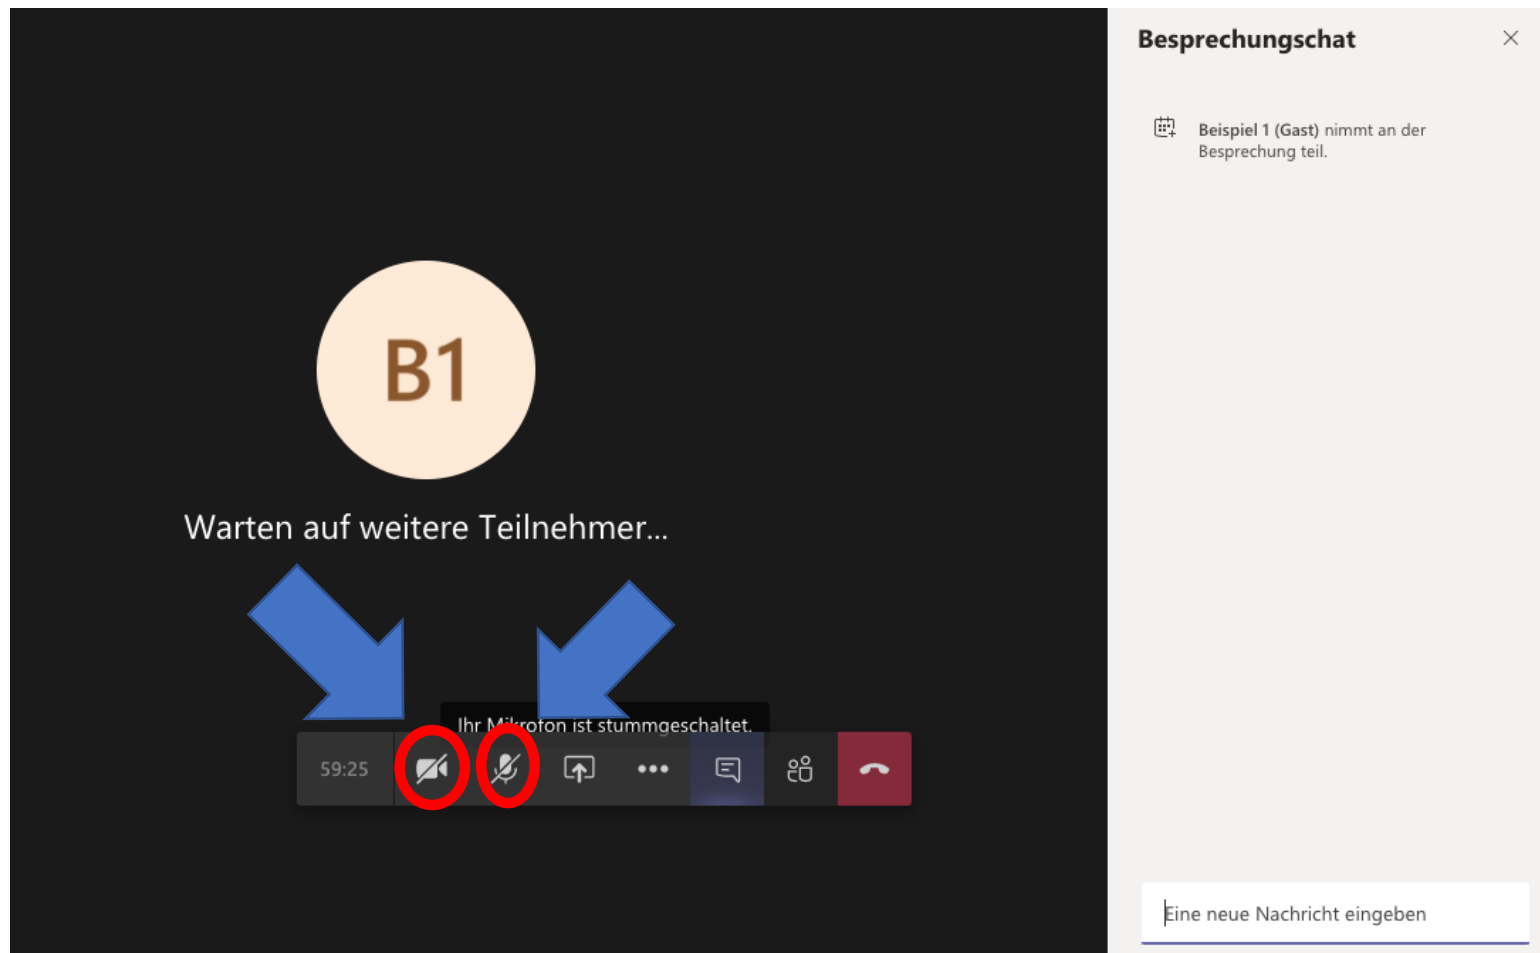 Besprechungschat
Beispiel 1 (Gast) nimmt an der
Besprechung teil.
B1
Warten auf weitere Teilnehmer...
Ihr Mikrofon ist stummgeschaltet.
59:25
Eine neue Nachricht eingeben